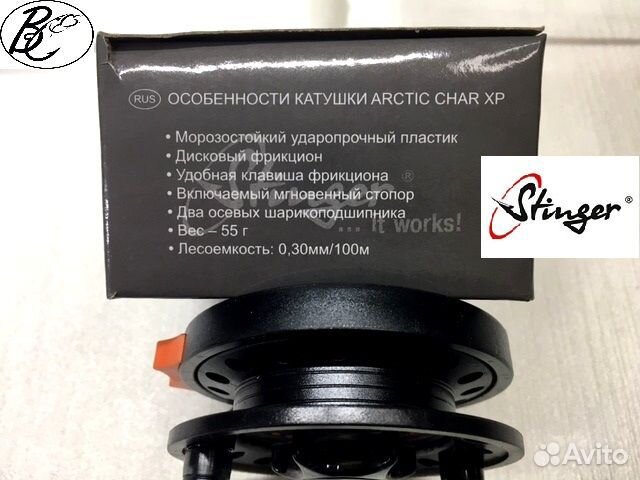 RUS ОСОБЕННОСТИ КАТУШКИ ARCTIC CHAR XP
• Морозостойкий ударопрочный пластик
• Дисковый фрикцион
• Удобная клавиша фрикциона
• Включаемый мгновенный стопор
• Два осевых шарикоподшипника
• Вес – 55 г
• Лесоемкость: 0,30мм/100м
Stinger®
... It works!
Stinger®
Avito